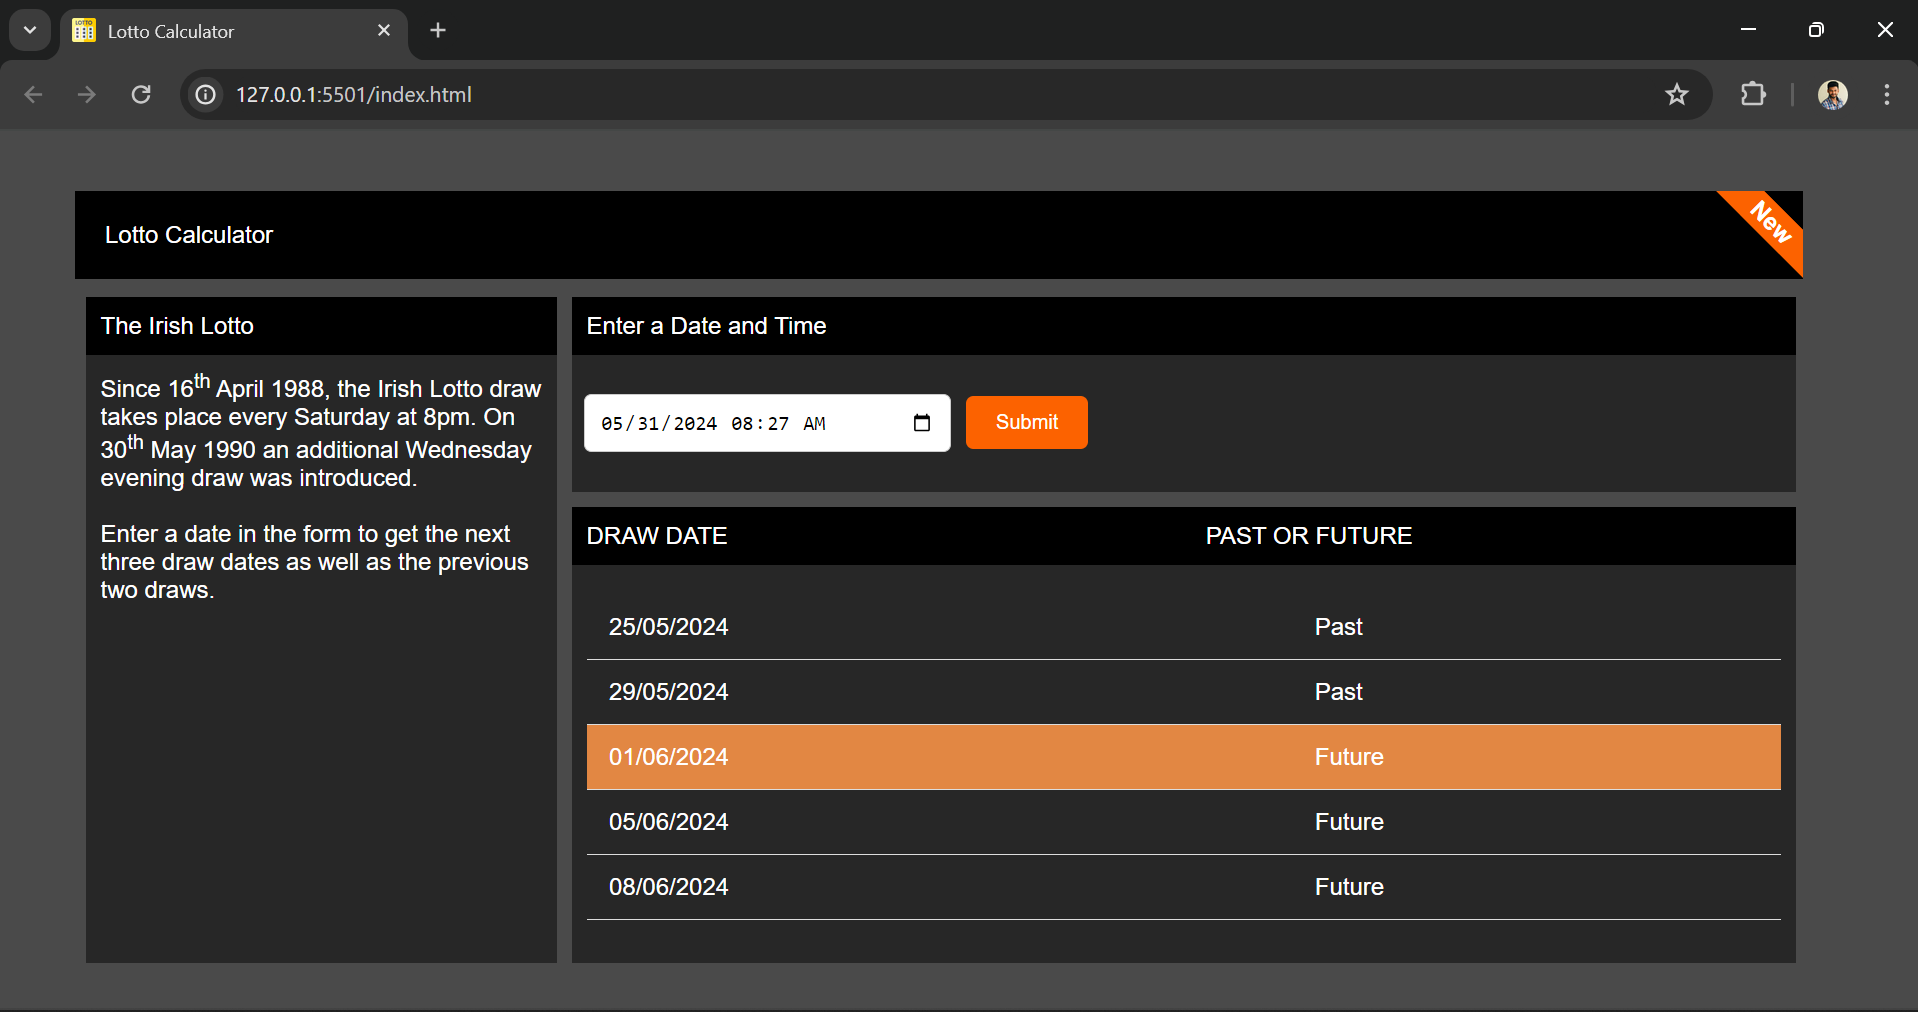 Lotto Calculator
127.0.0.1:5501/index.html
Lotto Calculator
New
The Irish Lotto
Since 16th April 1988, the Irish Lotto draw
takes place every Saturday at 8pm. On
30th May 1990 an additional Wednesday
evening draw was introduced.
Enter a date in the form to get the next
three draw dates as well as the previous
two draws.
Enter a Date and Time
05/31/2024 08:27 AM
Submit
DRAW DATE PAST OR FUTURE
25/05/2024 Past
29/05/2024 Past
01/06/2024 Future
05/06/2024 Future
08/06/2024 Future